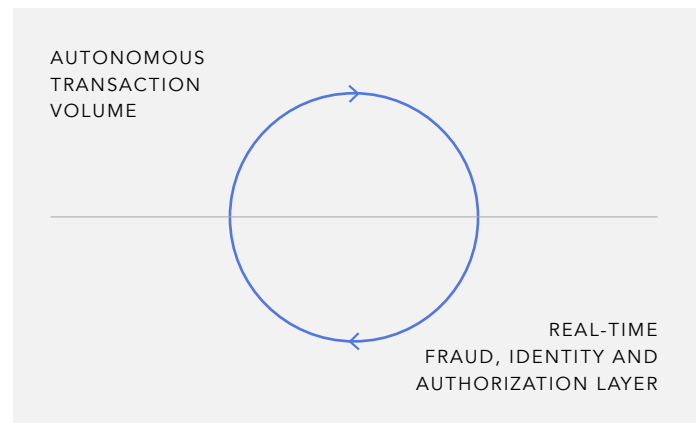 AUTONOMOUS
TRANSACTION
VOLUME
REAL-TIME
FRAUD, IDENTITY AND
AUTHORIZATION LAYER